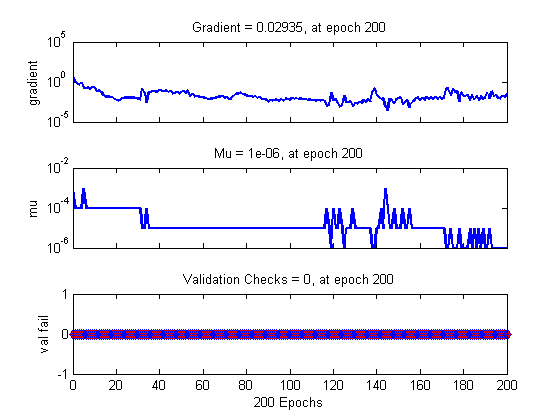 Gradient = 0.02935, at epoch 200
10^5
10^0
10^-5
gradient
Mu = 1e-06, at epoch 200
10^-2
10^-4
10^-6
mu
Validation Checks = 0, at epoch 200
1
0
-1
val fail
0 20 40 60 80 100 120 140 160 180 200
200 Epochs